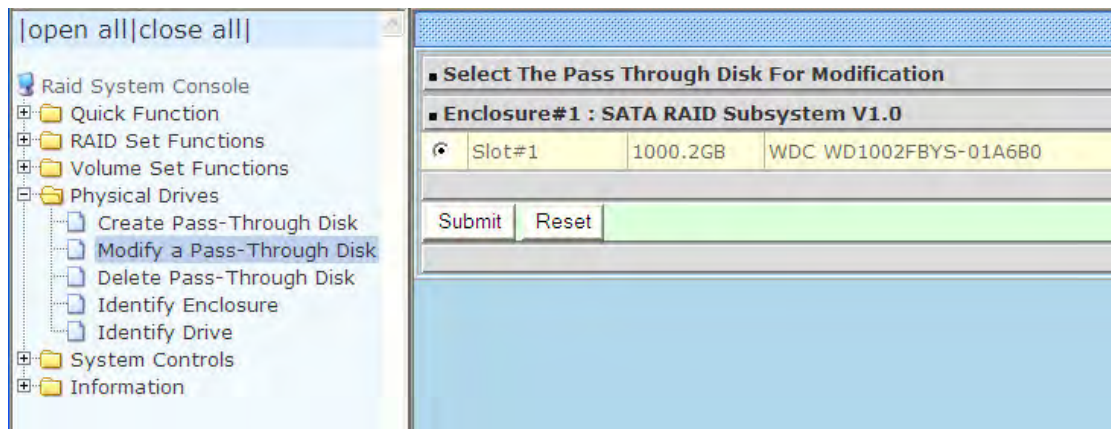 |open all|close all|
Raid System Console
Quick Function
RAID Set Functions
Volume Set Functions
Physical Drives
Create Pass-Through Disk
Modify a Pass-Through Disk
Delete Pass-Through Disk
Identify Enclosure
Identify Drive
System Controls
Information
Select The Pass Through Disk For Modification
Enclosure#1 : SATA RAID Subsystem V1.0
Slot#1 1000.2GB WDC WD1002FBYS-01A6B0
Submit Reset